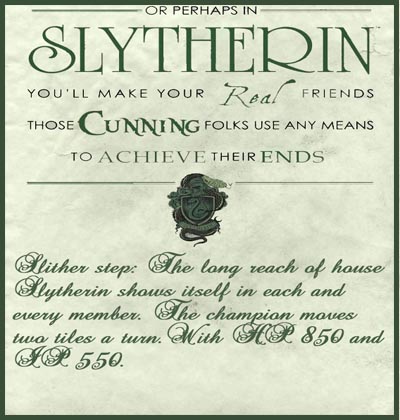 OR PERHAPS IN
SLYTHERIN
YOU'LL MAKE YOUR Real FRIENDS
THOSE CUNNING FOLKS USE ANY MEANS
TO ACHIEVE THEIR ENDS
Slither step: The long reach of house
Slytherin shows itself in each and
every member. The champion moves
two tiles a turn. With HP 850 and
IP 550.